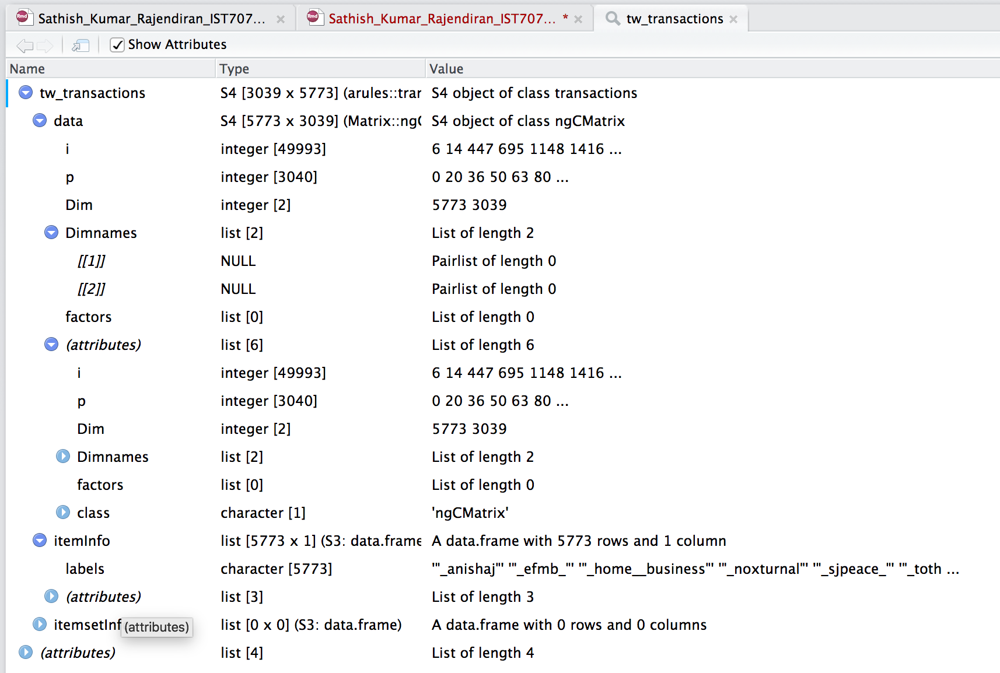 Rmd Sathish_Kumar_Rajendiran_IST707... × Rmd Sathish_Kumar_Rajendiran_IST707... * × tw_transactions ×
Show Attributes
Name Type Value
tw_transactions S4 [3039 x 5773] (arules::trar S4 object of class transactions
data S4 [5773 x 3039] (Matrix::ngC S4 object of class ngCMatrix
i integer [49993] 6 14 447 695 1148 1416 ...
p integer [3040] 0 20 36 50 63 80 ...
Dim integer [2] 5773 3039
Dimnames list [2] List of length 2
[[1]] NULL Pairlist of length 0
[[2]] NULL Pairlist of length 0
factors list [0] List of length 0
(attributes) list [6] List of length 6
i integer [49993] 6 14 447 695 1148 1416 ...
p integer [3040] 0 20 36 50 63 80 ...
Dim integer [2] 5773 3039
Dimnames list [2] List of length 2
factors list [0] List of length 0
class character [1] 'ngCMatrix'
itemInfo list [5773 x 1] (S3: data.frame A data.frame with 5773 rows and 1 column
labels character [5773] '"_anishaj"' '"_efmb_"' '"_home__business"' '"_noxturnal"' '"_sjpeace_"' '"_toth ...
(attributes) list [3] List of length 3
itemsetInf (attributes) list [0 x 0] (S3: data.frame) A data.frame with 0 rows and 0 columns
(attributes) list [4] List of length 4